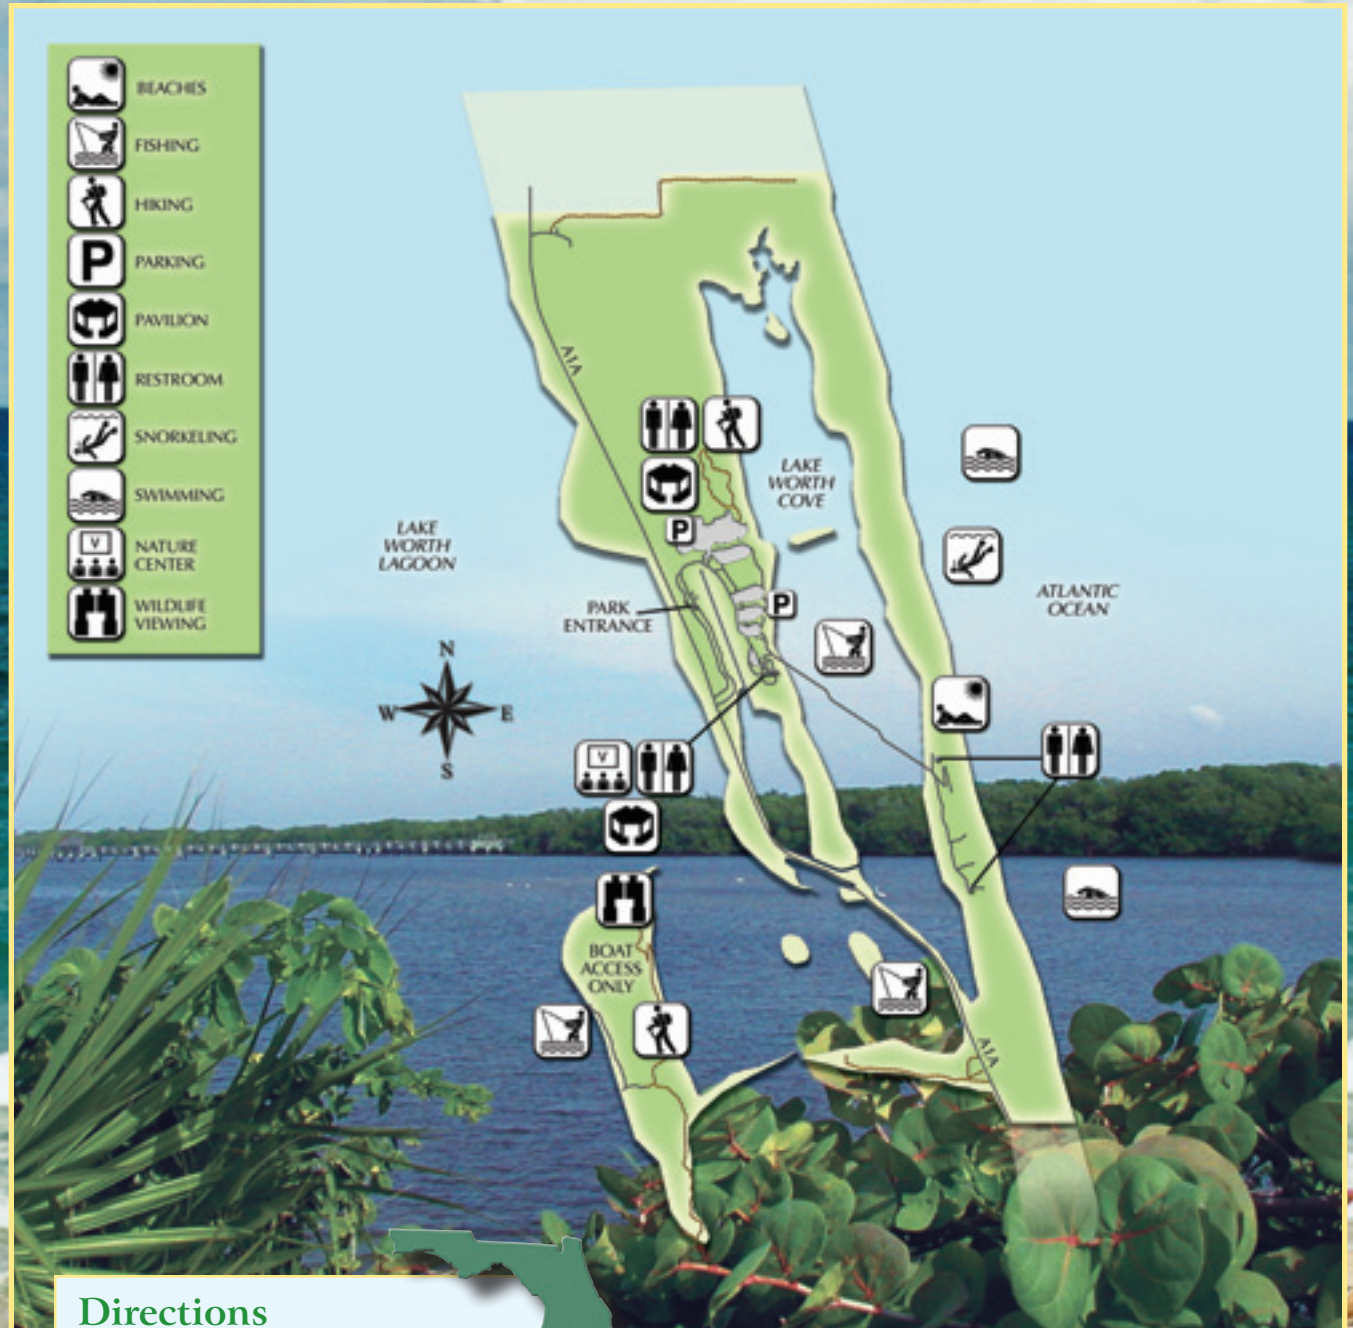 BEACHES
FISHING
HIKING
P
PARKING
PAVILION
RESTROOM
SNORKELING
SWIMMING
V
NATURE
CENTER
WILDLIFE
VIEWING
A1A
LAKE
WORTH
COVE
LAKE
WORTH
LAGOON
P
ATLANTIC
OCEAN
PARK
ENTRANCE
P
N
W
E
S
V
BOAT
ACCESS
ONLY
A1A
Directions